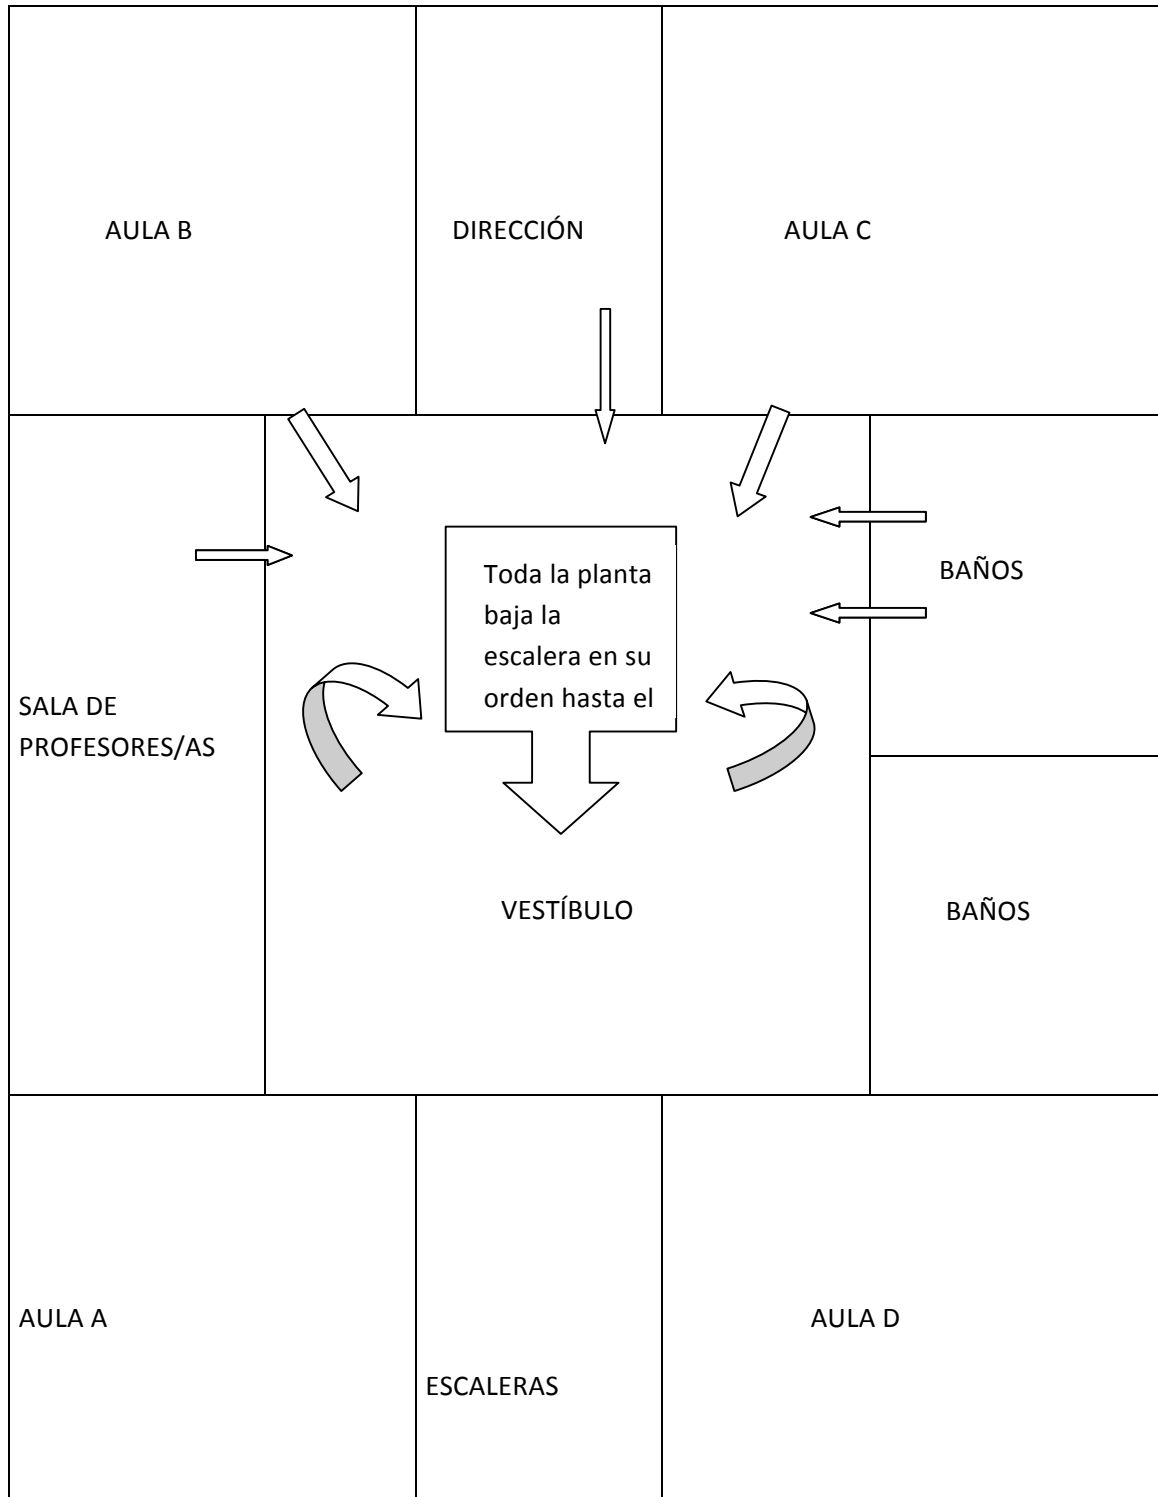 AULA B
DIRECCIÓN
AULA C
Toda la planta
baja la
escalera en su
orden hasta el
BAÑOS
SALA DE
PROFESORES/AS
VESTÍBULO
BAÑOS
AULA A
AULA D
ESCALERAS